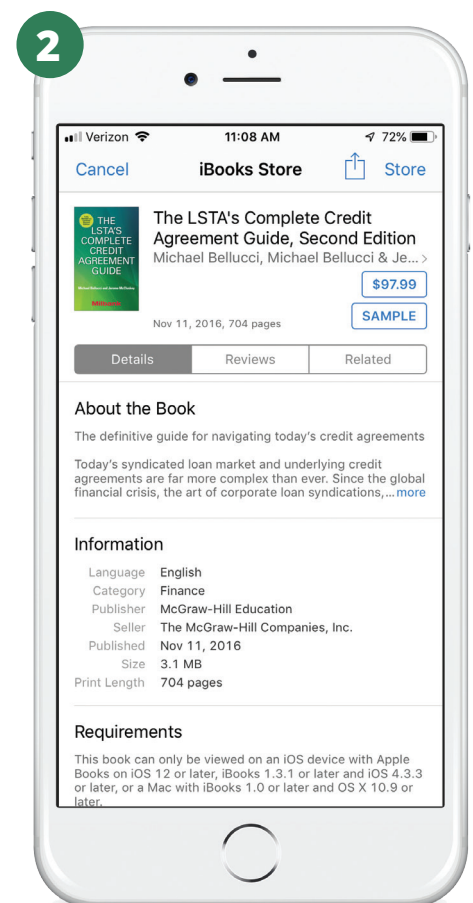 2
Verizon 11:08 AM 72%
Cancel iBooks Store Store
THE
LSTA'S
COMPLETE
CREDIT
AGREEMENT
GUIDE
The LSTA's Complete Credit
Agreement Guide, Second Edition
Michael Bellucci, Michael Bellucci & Je... >
$97.99
SAMPLE
Nov 11, 2016, 704 pages
Details Reviews Related
About the Book
The definitive guide for navigating today's credit agreements
Today's syndicated loan market and underlying credit
agreements are far more complex than ever. Since the global
financial crisis, the art of corporate loan syndications,... more
Information
Language English
Category Finance
Publisher McGraw-Hill Education
Seller The McGraw-Hill Companies, Inc.
Published Nov 11, 2016
Size 3.1 MB
Print Length 704 pages
Requirements
This book can only be viewed on an iOS device with Apple
Books on iOS 12 or later, iBooks 1.3.1 or later and iOS 4.3.3
or later, or a Mac with iBooks 1.0 or later and OS X 10.9 or
later.